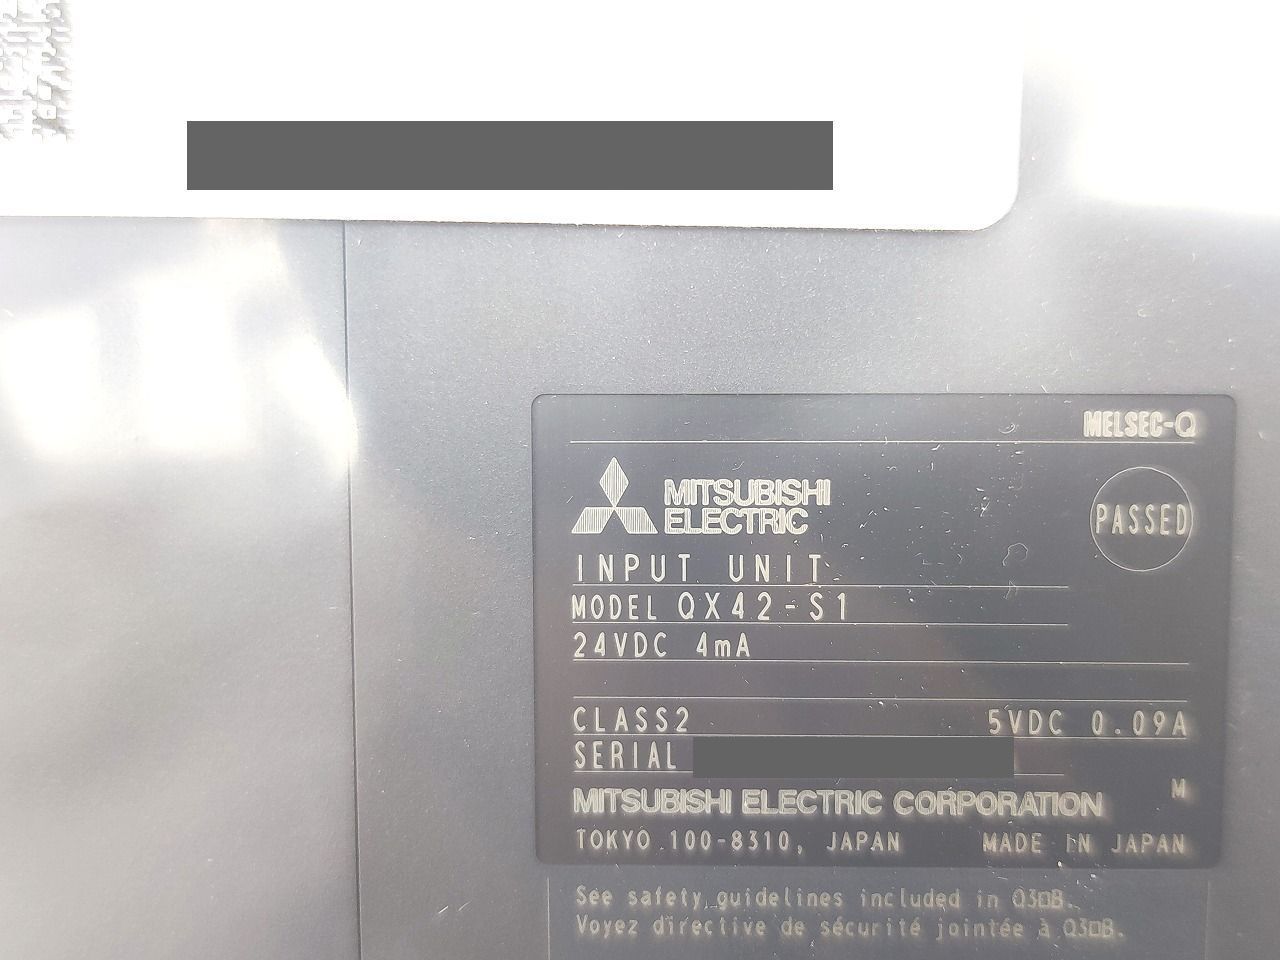 MELSEC-Q
MITSUBISHI
ELECTRIC
PASSED
INPUT UNIT
MODEL QX42-S1
24VDC 4mA
CLASS2 5VDC 0.09A
SERIAL
M
MITSUBISHI ELECTRIC CORPORATION
TOKYO 100-8310, JAPAN MADE IN JAPAN
See safety guidelines included in Q3□B.
Voyez directive de sécurité jointée à Q3□B.